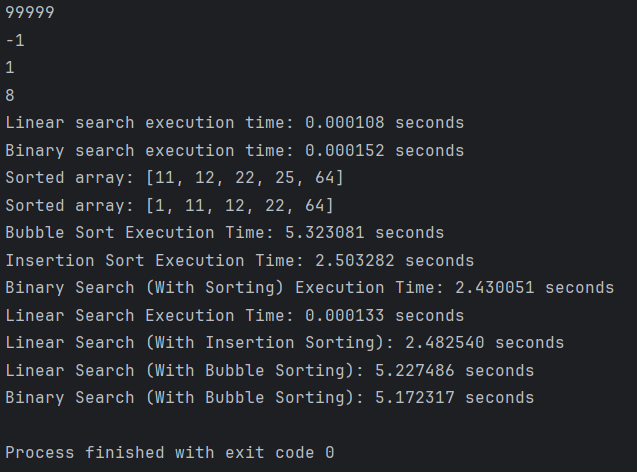 99999
-1
1
8
Linear search execution time: 0.000108 seconds
Binary search execution time: 0.000152 seconds
Sorted array: [11, 12, 22, 25, 64]
Sorted array: [1, 11, 12, 22, 64]
Bubble Sort Execution Time: 5.323081 seconds
Insertion Sort Execution Time: 2.503282 seconds
Binary Search (With Sorting) Execution Time: 2.430051 seconds
Linear Search Execution Time: 0.000133 seconds
Linear Search (With Insertion Sorting): 2.482540 seconds
Linear Search (With Bubble Sorting): 5.227486 seconds
Binary Search (With Bubble Sorting): 5.172317 seconds
Process finished with exit code 0